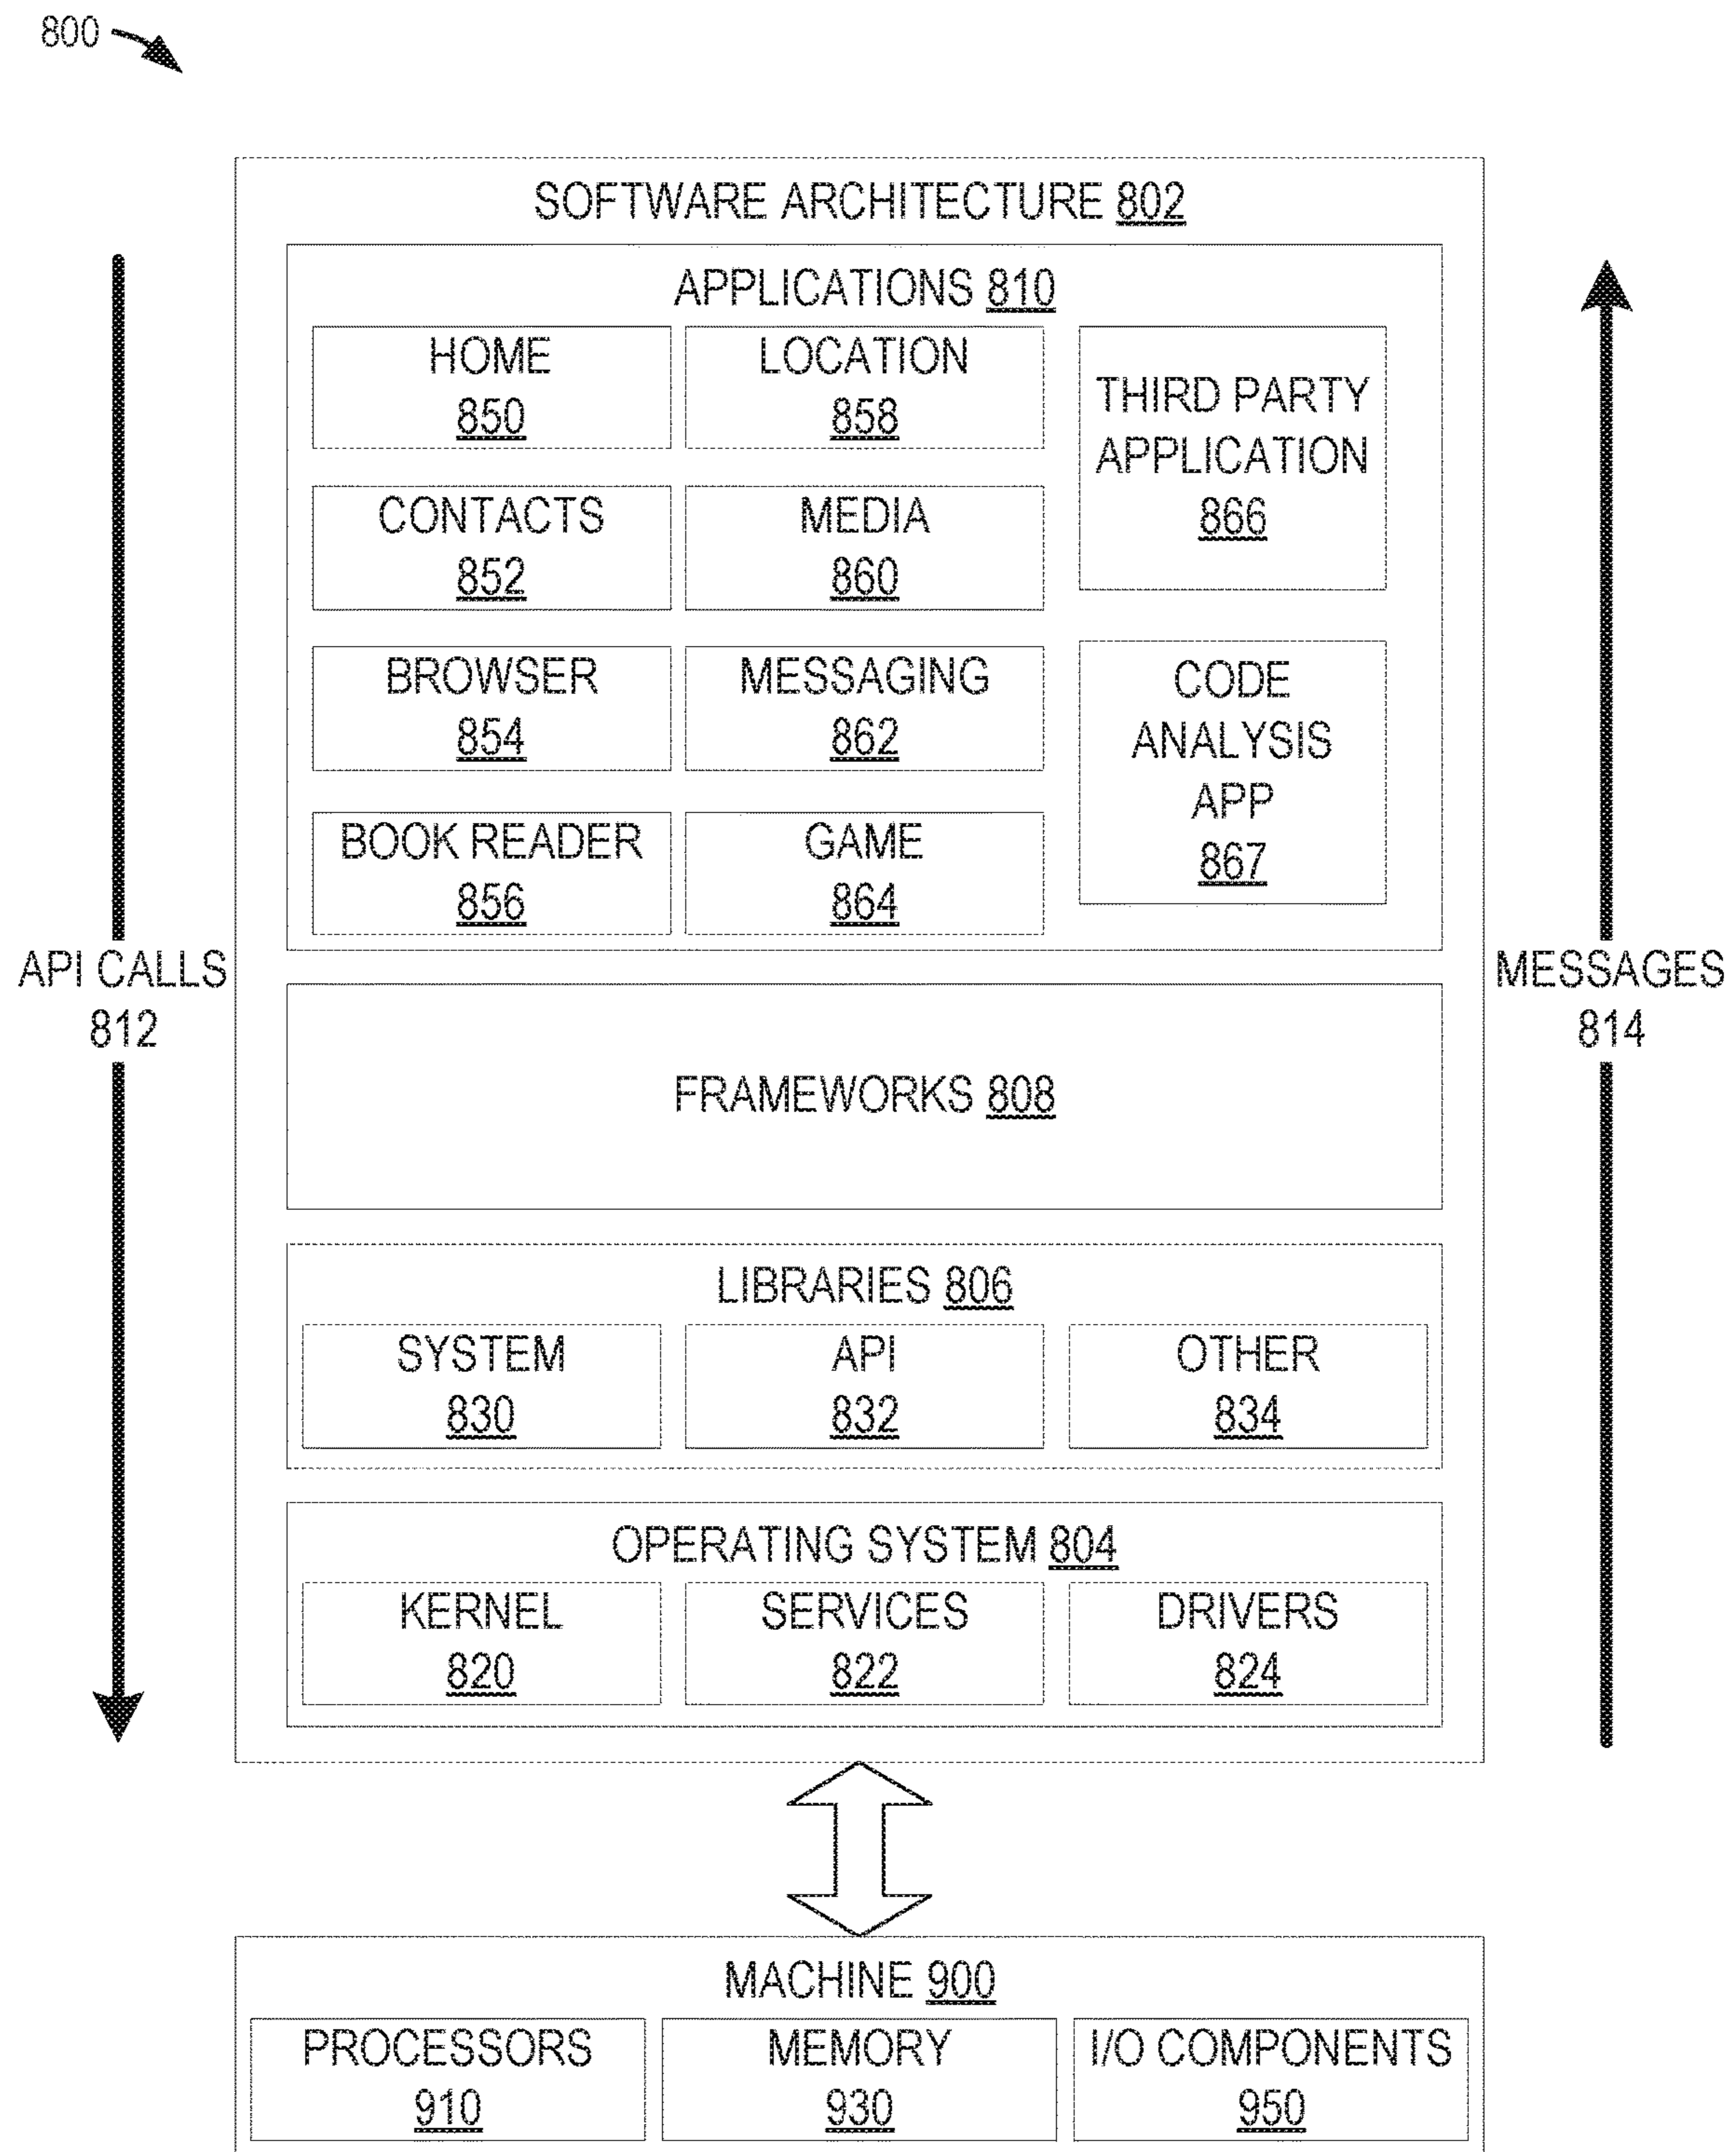 800
SOFTWARE ARCHITECTURE 802
APPLICATIONS 810
HOME
850
LOCATION
858
THIRD PARTY
APPLICATION
866
CONTACTS
852
MEDIA
860
BROWSER
854
MESSAGING
862
CODE
ANALYSIS
APP
867
BOOK READER
856
GAME
864
API CALLS
812
MESSAGES
814
FRAMEWORKS 808
LIBRARIES 806
SYSTEM
830
API
832
OTHER
834
OPERATING SYSTEM 804
KERNEL
820
SERVICES
822
DRIVERS
824
MACHINE 900
PROCESSORS
910
MEMORY
930
I/O COMPONENTS
950